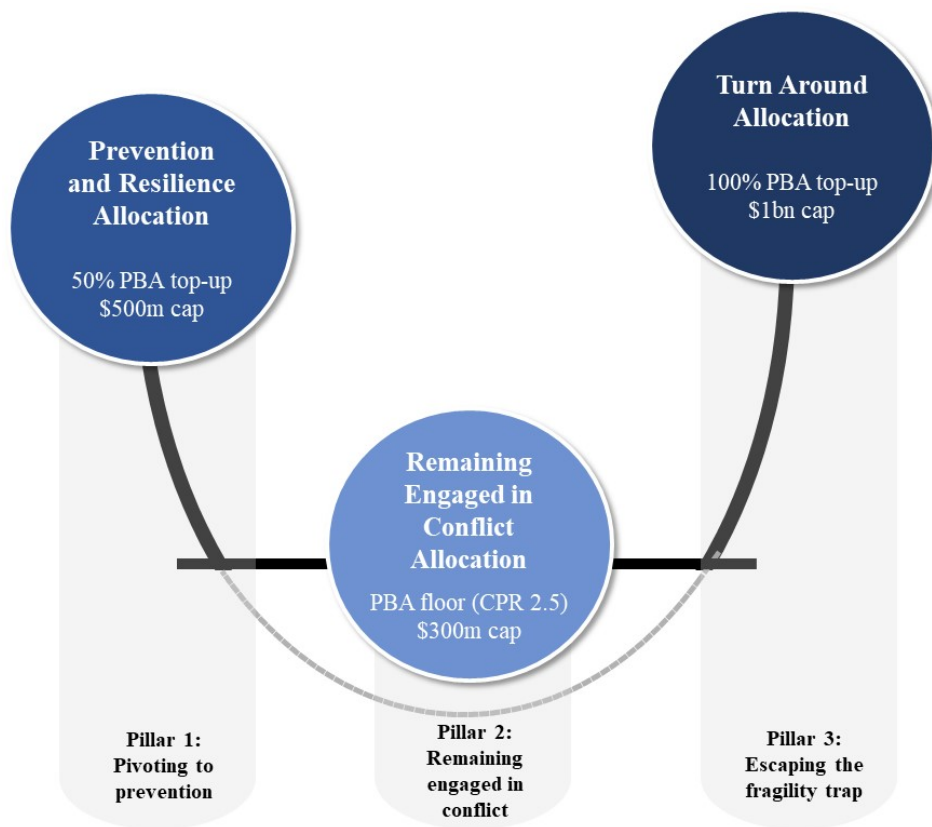 Prevention
and Resilience
Allocation
50% PBA top-up
$500m cap
Remaining
Engaged in
Conflict
Allocation
PBA floor (CPR 2.5)
$300m cap
Turn Around
Allocation
100% PBA top-up
$1bn cap
Pillar 1:
Pivoting to
prevention
Pillar 2:
Remaining
engaged in
conflict
Pillar 3:
Escaping the
fragility trap